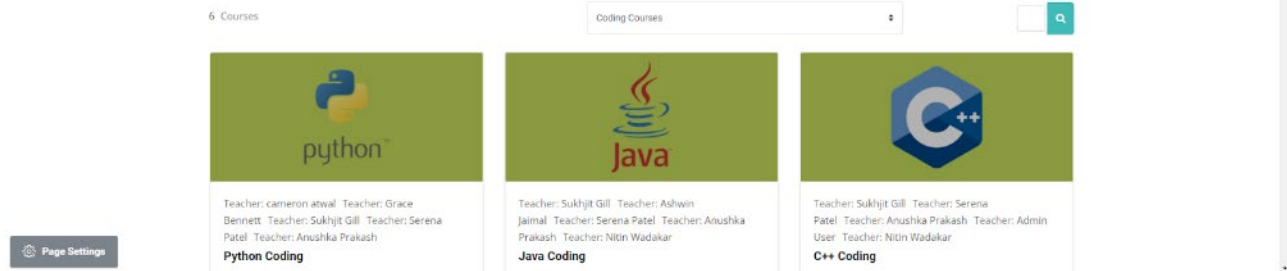 6 Courses
Coding Courses
python
Java
C++
Teacher: cameron atwal Teacher: Grace
Bennett Teacher: Sukhjit Gill Teacher: Serena
Patel Teacher: Anushka Prakash
Python Coding
Teacher: Sukhjit Gill Teacher: Ashwin
Jaimal Teacher: Serena Patel Teacher: Anushka
Prakash Teacher: Nitin Wadakar
Java Coding
Teacher: Sukhjit Gill Teacher: Serena
Patel Teacher: Anushka Prakash Teacher: Admin
User Teacher: Nitin Wadakar
C++ Coding
Page Settings